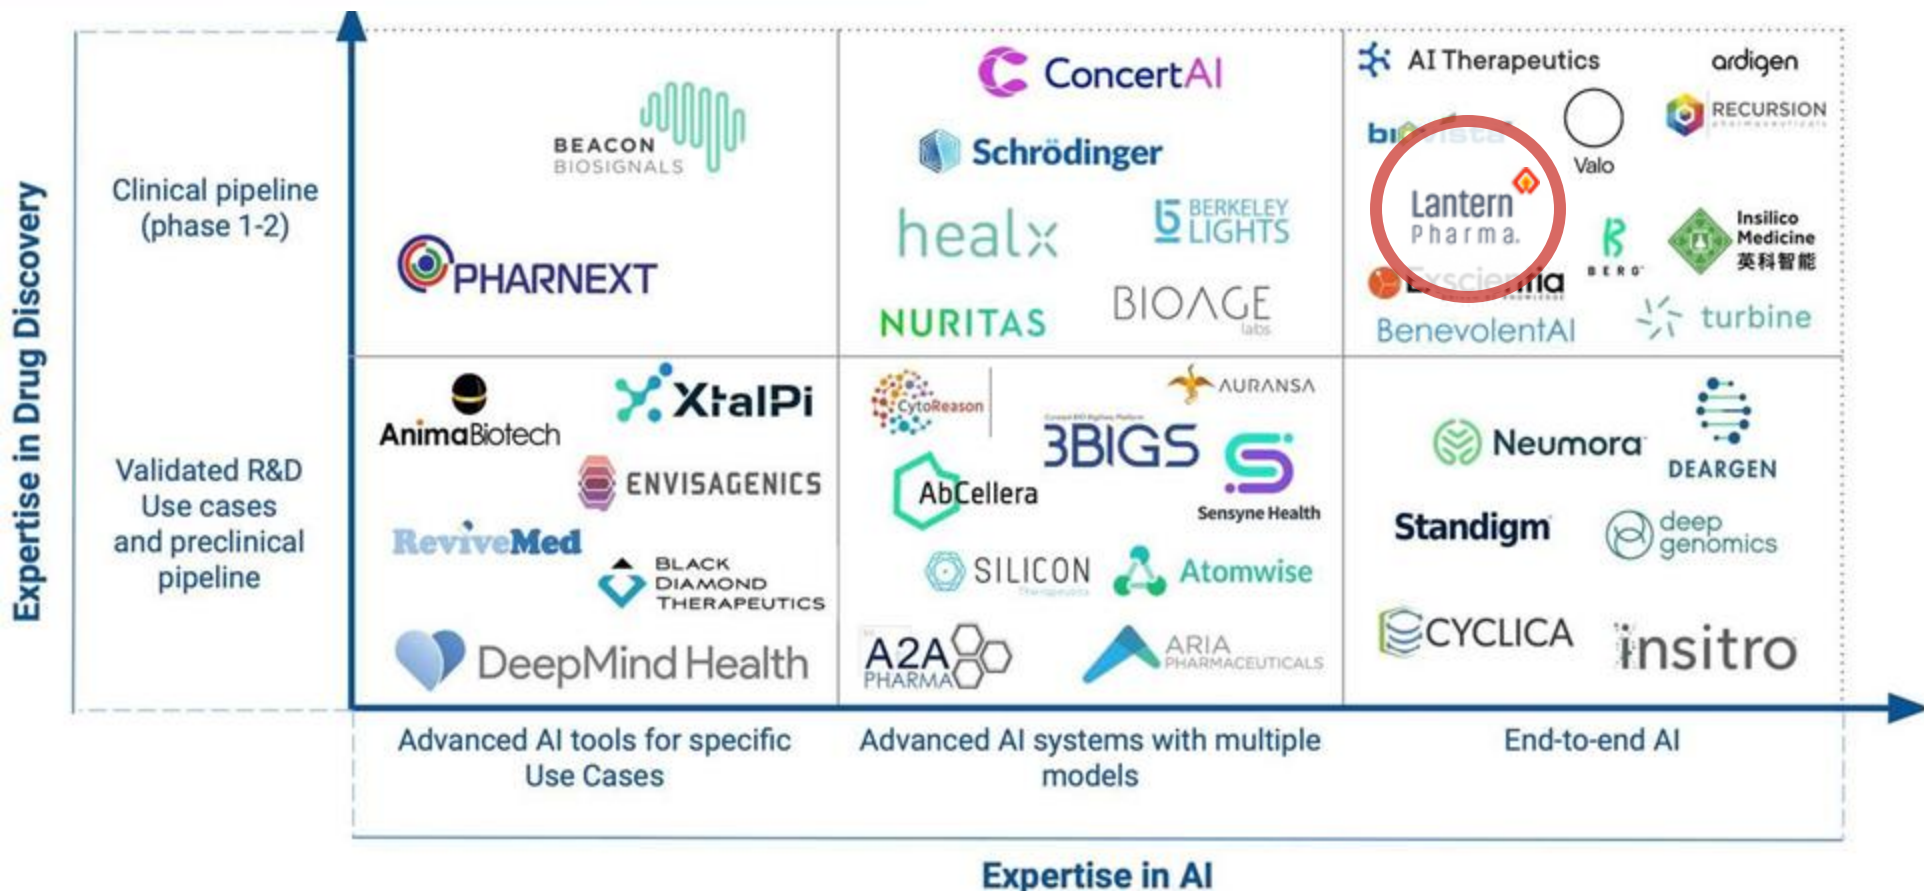 Expertise in Drug Discovery
Clinical pipeline
(phase 1-2)
BEACON
BIOSIGNALS
PHARNEXT
ConcertAI
Schrödinger
healx
BERKELEY
LIGHTS
NURITAS
BIOAGE
labs
AI Therapeutics
ardigen
Valo
RECURSION
pharmaceuticals
Lantern
Pharma.
BERG
Insilico
Medicine
英科智能
Exscientia
BenevolentAI
turbine
Validated R&D
Use cases
and preclinical
pipeline
AnimaBiotech
XtalPi
ENVISAGENICS
ReviveMed
BLACK
DIAMOND
THERAPEUTICS
DeepMind Health
CytoReason
AURANSA
3BIGS
AbCellera
Sensyne Health
SILICON
Therapeutics
Atomwise
A2A
PHARMA
ARIA
PHARMACEUTICALS
Neumora
DEARGEN
Standigm
deep
genomics
CYCLICA
insitro
Advanced AI tools for specific
Use Cases
Advanced AI systems with multiple
models
End-to-end AI
Expertise in AI